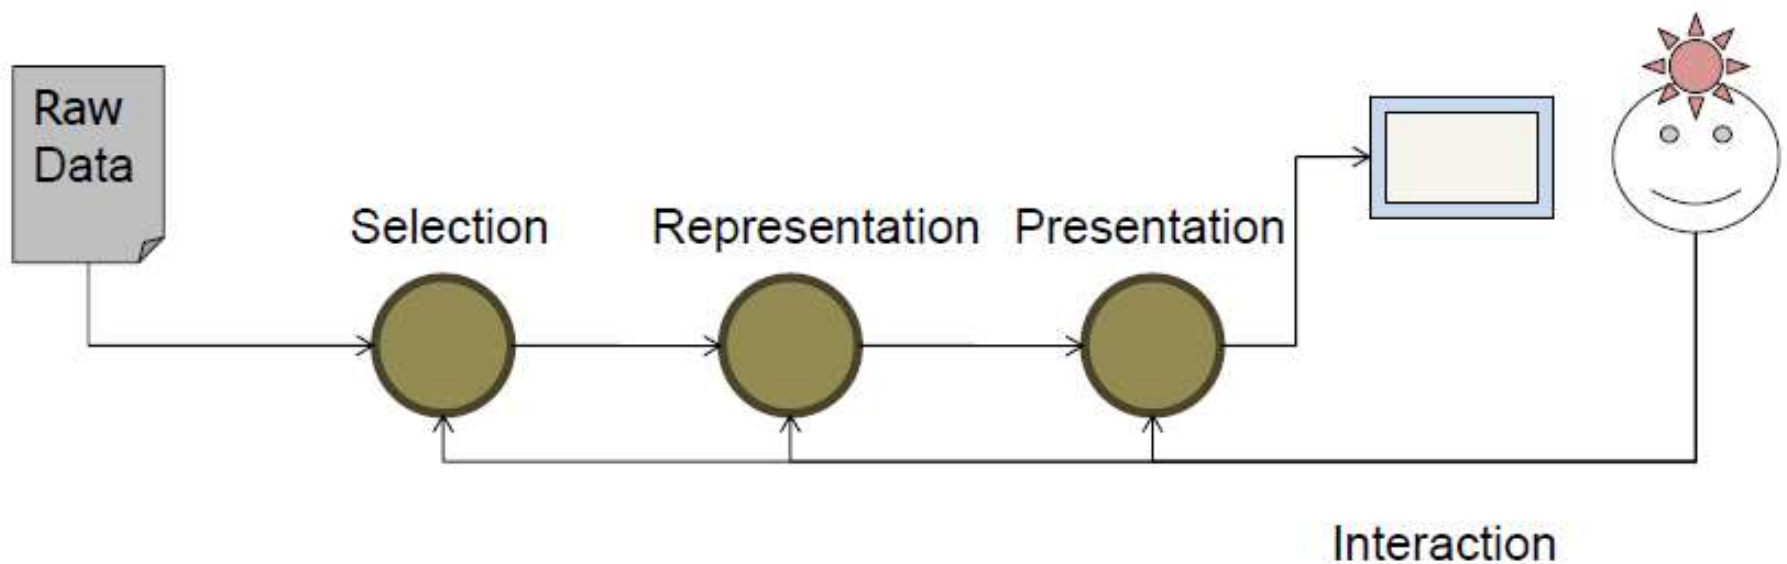 Raw
Data
Selection
Representation
Presentation
Interaction